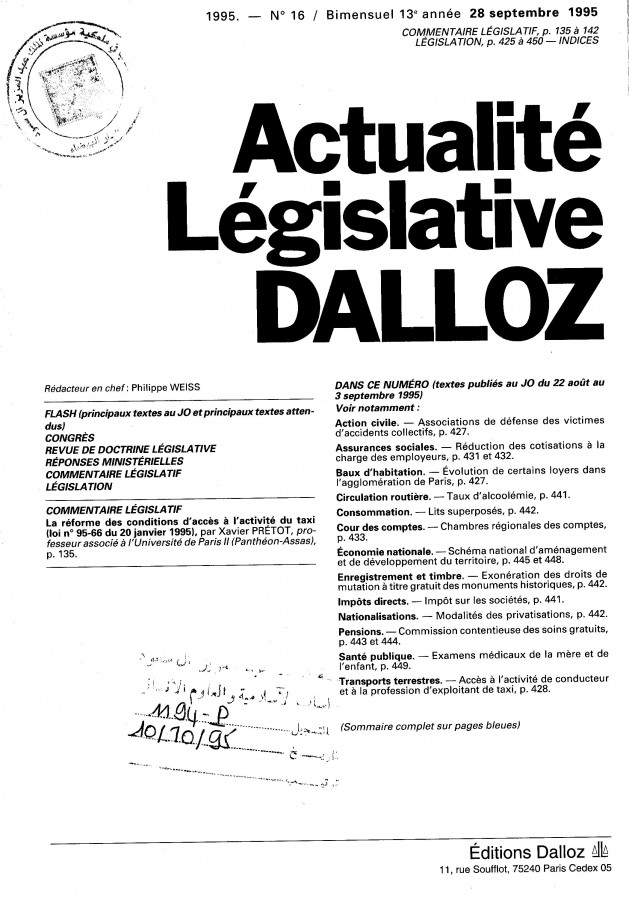 1995. — N° 16 / Bimensuel 13e année 28 septembre 1995
COMMENTAIRE LÉGISLATIF, p. 135 à 142
LÉGISLATION, p. 425 à 450 — INDICES
Actualité
Législative
DALLOZ
Rédacteur en chef : Philippe WEISS
FLASH (principaux textes au JO et principaux textes atten-
dus)
CONGRÈS
REVUE DE DOCTRINE LÉGISLATIVE
RÉPONSES MINISTÉRIELLES
COMMENTAIRE LÉGISLATIF
LÉGISLATION
COMMENTAIRE LÉGISLATIF
La réforme des conditions d'accès à l'activité du taxi
(loi n° 95-66 du 20 janvier 1995), par Xavier PRÉTOT, pro-
fesseur associé à l'Université de Paris II (Panthéon-Assas),
p. 135.
DANS CE NUMÉRO (textes publiés au JO du 22 août au
3 septembre 1995)
Voir notamment :
Action civile. — Associations de défense des victimes
d'accidents collectifs, p. 427.
Assurances sociales. — Réduction des cotisations à la
charge des employeurs, p. 431 et 432.
Baux d'habitation. — Évolution de certains loyers dans
l'agglomération de Paris, p. 427.
Circulation routière. — Taux d'alcoolémie, p. 441.
Consommation. — Lits superposés, p. 442.
Cour des comptes. — Chambres régionales des comptes,
p. 433.
Économie nationale. — Schéma national d'aménagement
et de développement du territoire, p. 445 et 448.
Enregistrement et timbre. — Exonération des droits de
mutation à titre gratuit des monuments historiques, p. 442.
Impôts directs. — Impôt sur les sociétés, p. 441.
Nationalisations. — Modalités des privatisations, p. 442.
Pensions. — Commission contentieuse des soins gratuits,
p. 443 et 444.
Santé publique. — Examens médicaux de la mère et de
l'enfant, p. 449.
Transports terrestres. — Accès à l'activité de conducteur
et à la profession d'exploitant de taxi, p. 428.
(Sommaire complet sur pages bleues)
1194-P
10/10/95
Éditions Dalloz
11, rue Soufflot, 75240 Paris Cedex 05